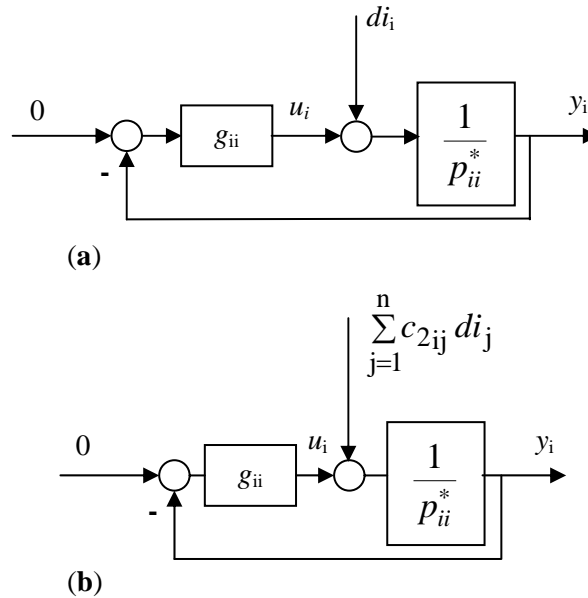 di_i
0 g_ii u_i 1/p*_ii y_i
-
(a)
n
∑ c_2ij di_j
j=1
0 g_ii u_i 1/p*_ii y_i
-
(b)